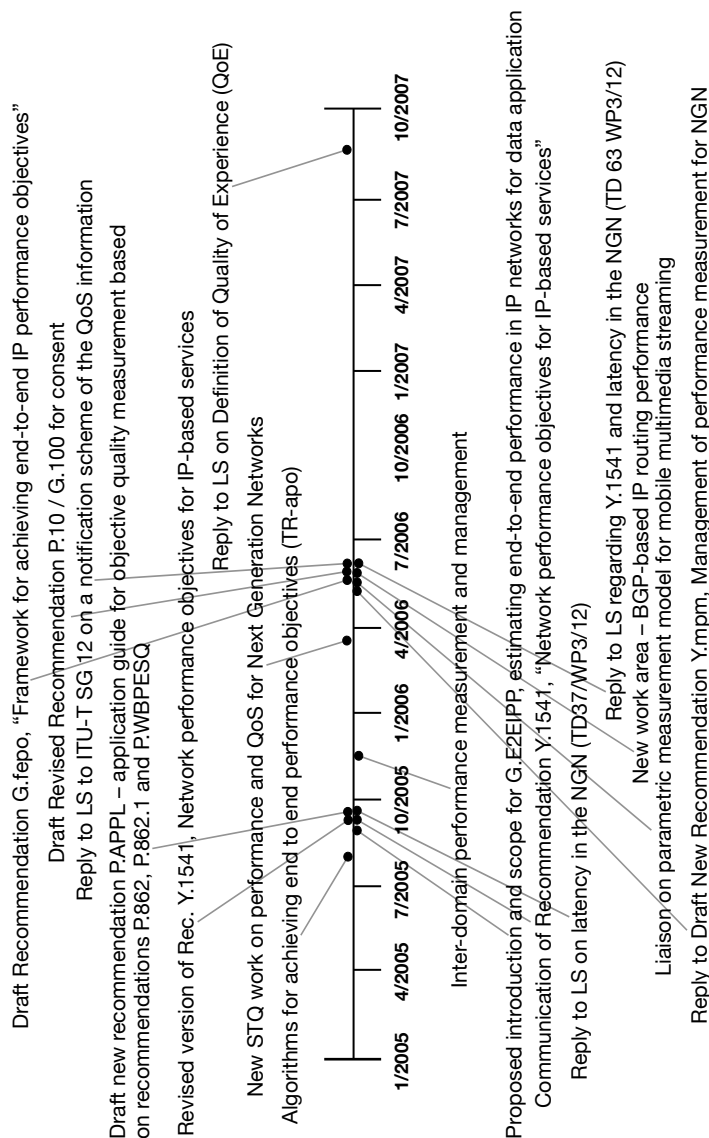 Draft Recommendation G.fepo, “Framework for achieving end-to-end IP performance objectives”
Draft Revised Recommendation P.10 / G.100 for consent
Reply to LS to ITU-T SG 12 on a notification scheme of the QoS information
Draft new recommendation P.APPL – application guide for objective quality measurement based
on recommendations P.862, P.862.1 and P.WBPESQ
Revised version of Rec. Y.1541, Network performance objectives for IP-based services
Reply to LS on Definition of Quality of Experience (QoE)
New STQ work on performance and QoS for Next Generation Networks
Algorithms for achieving end to end performance objectives (TR-apo)
1/2005
4/2005
7/2005
10/2005
1/2006
4/2006
7/2006
10/2006
1/2007
4/2007
7/2007
10/2007
Inter-domain performance measurement and management
Proposed introduction and scope for G.E2EIPP, estimating end-to-end performance in IP networks for data application
Communication of Recommendation Y.1541, “Network performance objectives for IP-based services”
Reply to LS on latency in the NGN (TD37/WP3/12)
Reply to LS regarding Y.1541 and latency in the NGN (TD 63 WP3/12)
New work area – BGP-based IP routing performance
Liaison on parametric measurement model for mobile multimedia streaming
Reply to Draft New Recommendation Y.mpm, Management of performance measurement for NGN